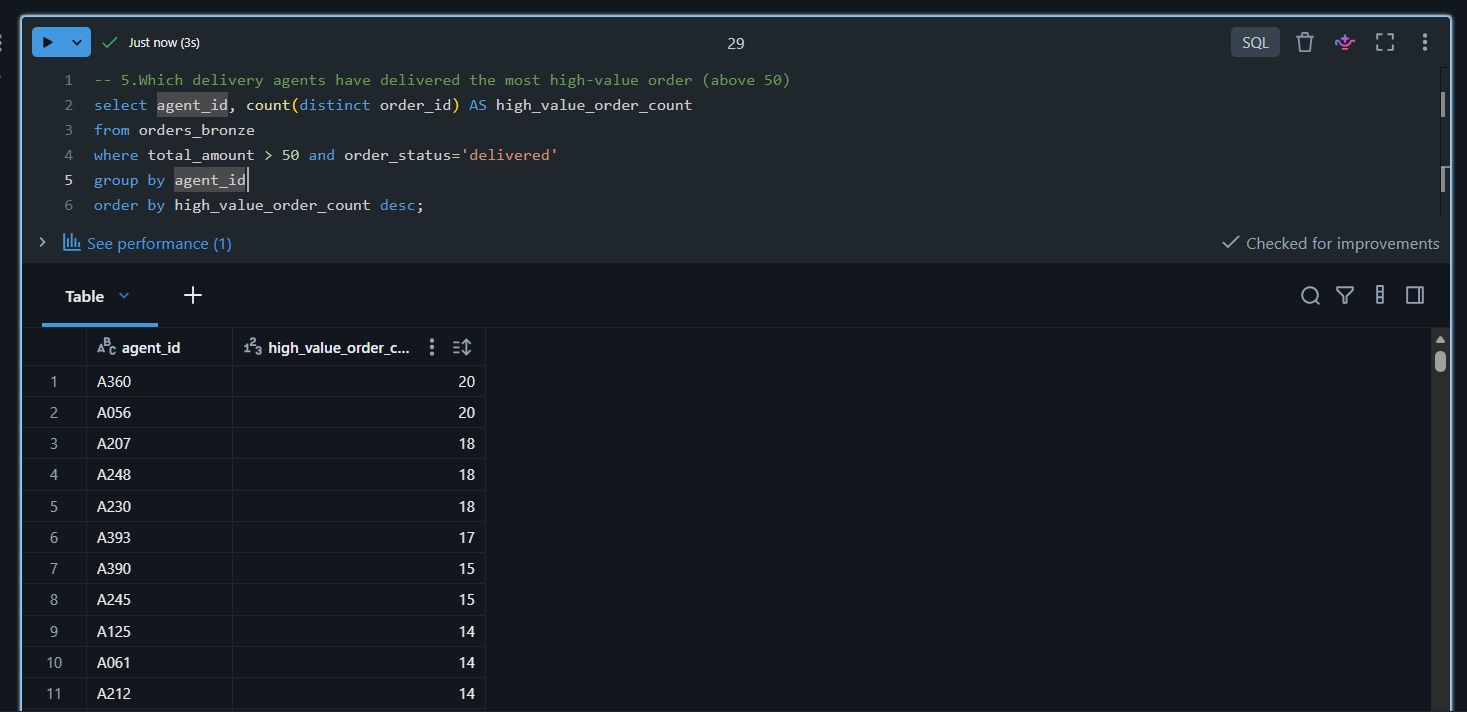 Just now (3s)
29
SQL
1 -- 5.Which delivery agents have delivered the most high-value order (above 50)
2 select agent_id, count(distinct order_id) AS high_value_order_count
3 from orders_bronze
4 where total_amount > 50 and order_status='delivered'
5 group by agent_id
6 order by high_value_order_count desc;
See performance (1)
Checked for improvements
Table
agent_id high_value_order_c...
1 A360 20
2 A056 20
3 A207 18
4 A248 18
5 A230 18
6 A393 17
7 A390 15
8 A245 15
9 A125 14
10 A061 14
11 A212 14